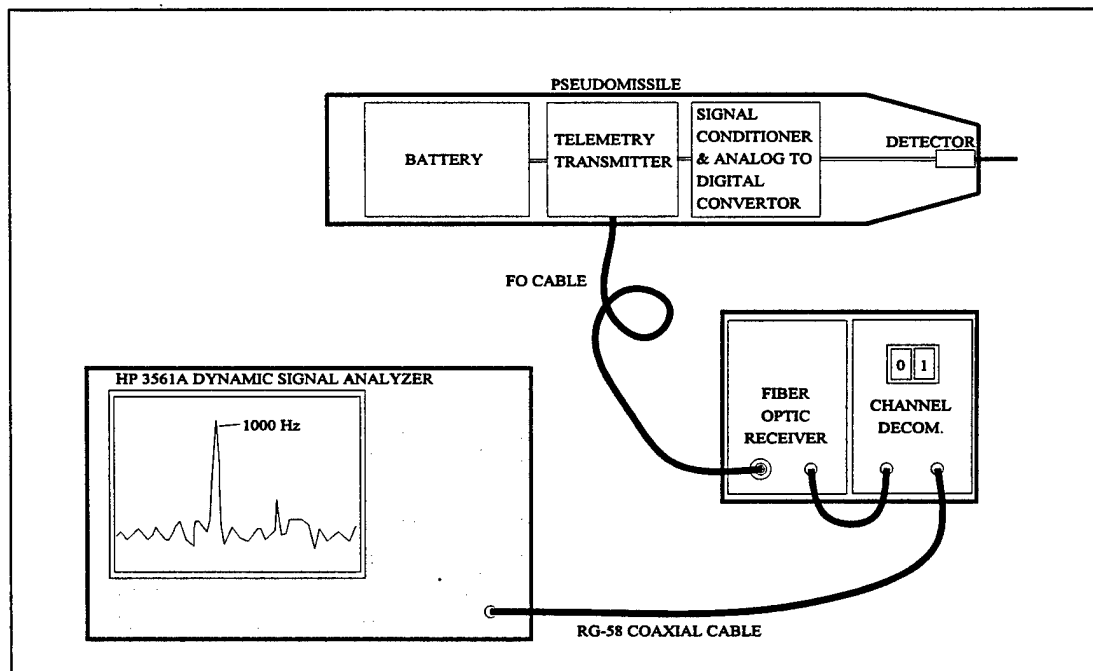 PSEUDOMISSILE
BATTERY
TELEMETRY
TRANSMITTER
SIGNAL
CONDITIONER
& ANALOG TO
DIGITAL
CONVERTOR
DETECTOR
FO CABLE
HP 3561A DYNAMIC SIGNAL ANALYZER
1000 Hz
FIBER
OPTIC
RECEIVER
0 1
CHANNEL
DECOM.
RG-58 COAXIAL CABLE